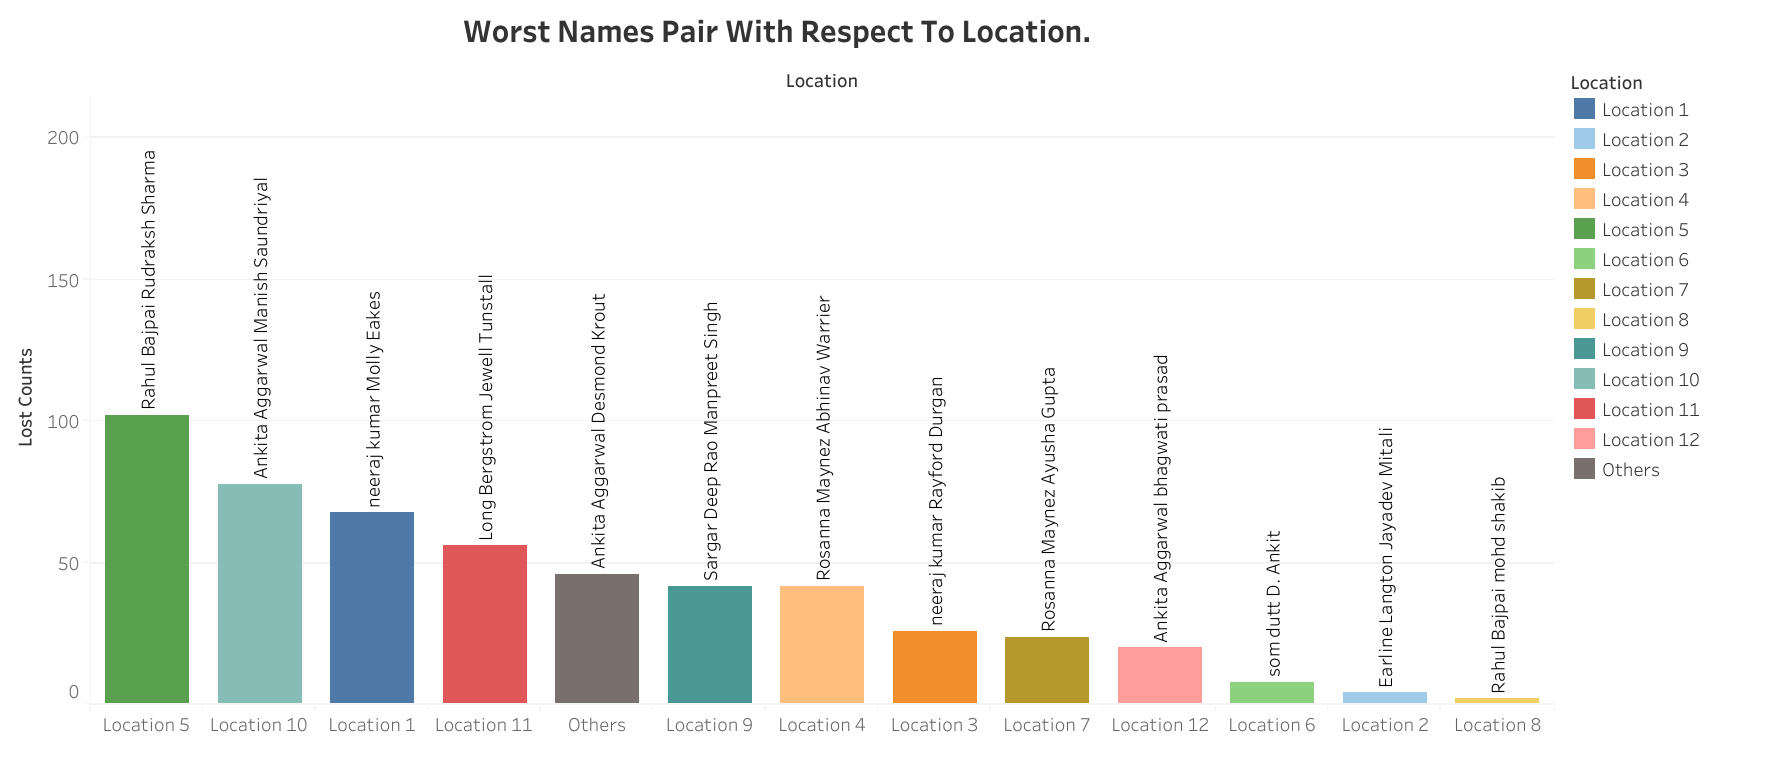 Worst Names Pair With Respect To Location.
Location
Lost Counts
200
150
100
50
0
Rahul Bajpai Rudraksh Sharma
Ankita Aggarwal Manish Saundriyal
neeraj kumar Molly Eakes
Long Bergstrom Jewell Tunstall
Ankita Aggarwal Desmond Krout
Sargar Deep Rao Manpreet Singh
Rosanna Maynez Abhinav Warrier
neeraj kumar Rayford Durgan
Rosanna Maynez Ayusha Gupta
Ankita Aggarwal bhagwati prasad
som dutt D. Ankit
Earline Langton Jayadev Mitali
Rahul Bajpai mohd shakib
Location 5
Location 10
Location 1
Location 11
Others
Location 9
Location 4
Location 3
Location 7
Location 12
Location 6
Location 2
Location 8
Location
Location 1
Location 2
Location 3
Location 4
Location 5
Location 6
Location 7
Location 8
Location 9
Location 10
Location 11
Location 12
Others